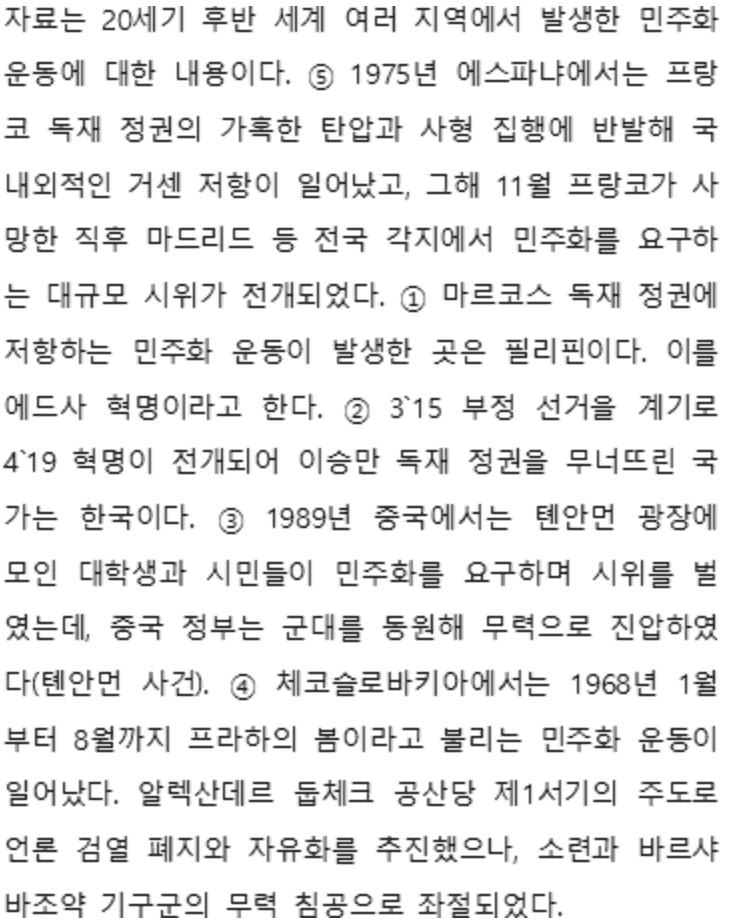 자료는 20세기 후반 세계 여러 지역에서 발생한 민주화
운동에 대한 내용이다. ⑤ 1975년 에스파냐에서는 프랑
코 독재 정권의 가혹한 탄압과 사형 집행에 반발해 국
내외적인 거센 저항이 일어났고, 그해 11월 프랑코가 사
망한 직후 마드리드 등 전국 각지에서 민주화를 요구하
는 대규모 시위가 전개되었다. ① 마르코스 독재 정권에
저항하는 민주화 운동이 발생한 곳은 필리핀이다. 이를
에드사 혁명이라고 한다. ② 3`15 부정 선거을 계기로
4`19 혁명이 전개되어 이승만 독재 정권을 무너뜨린 국
가는 한국이다. ③ 1989년 중국에서는 톈안먼 광장에
모인 대학생과 시민들이 민주화를 요구하며 시위를 벌
였는데, 중국 정부는 군대를 동원해 무력으로 진압하였
다(톈안먼 사건). ④ 체코슬로바키아에서는 1968년 1월
부터 8월까지 프라하의 봄이라고 불리는 민주화 운동이
일어났다. 알렉산데르 둡체크 공산당 제1서기의 주도로
언론 검열 폐지와 자유화를 추진했으나, 소련과 바르샤
바조약 기구군의 무력 침공으로 좌절되었다.